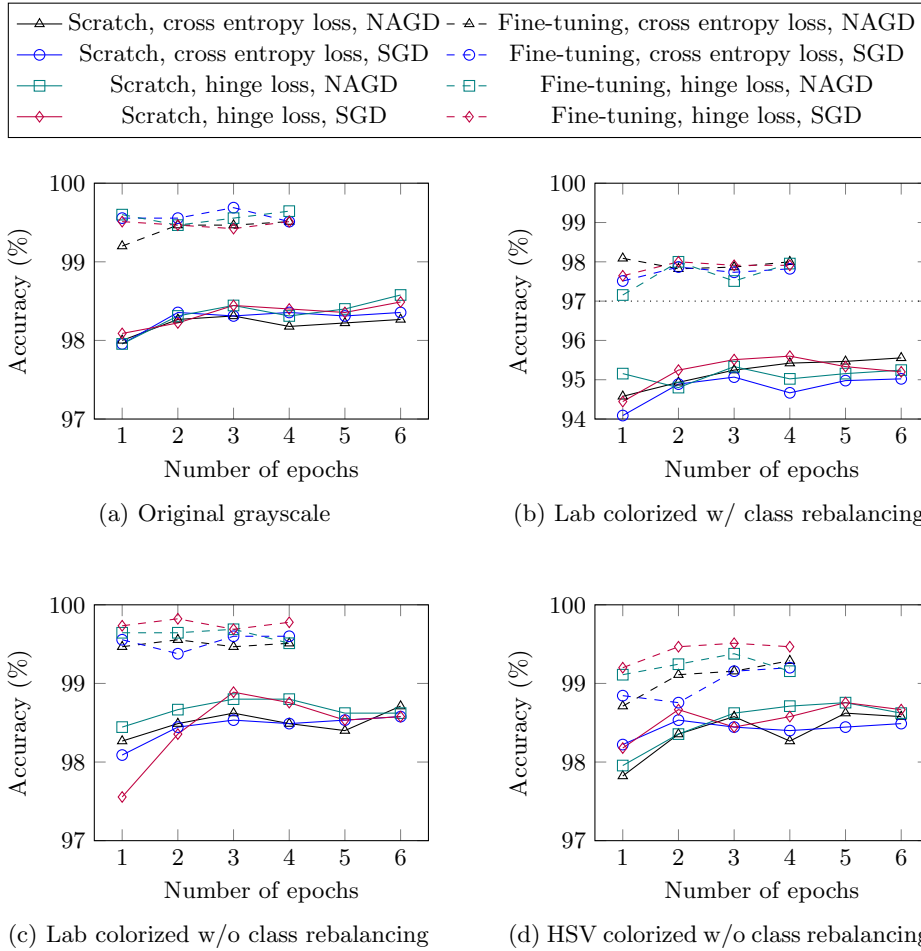 Scratch, cross entropy loss, NAGD Fine-tuning, cross entropy loss, NAGD
Scratch, cross entropy loss, SGD Fine-tuning, cross entropy loss, SGD
Scratch, hinge loss, NAGD Fine-tuning, hinge loss, NAGD
Scratch, hinge loss, SGD Fine-tuning, hinge loss, SGD
Accuracy (%)
100
99
98
97
1 2 3 4 5 6
Number of epochs
(a) Original grayscale
Accuracy (%)
100
99
98
97
95
94
1 2 3 4 5 6
Number of epochs
(b) Lab colorized w/ class rebalancing
Accuracy (%)
100
99
98
97
1 2 3 4 5 6
Number of epochs
(c) Lab colorized w/o class rebalancing
Accuracy (%)
100
99
98
97
1 2 3 4 5 6
Number of epochs
(d) HSV colorized w/o class rebalancing